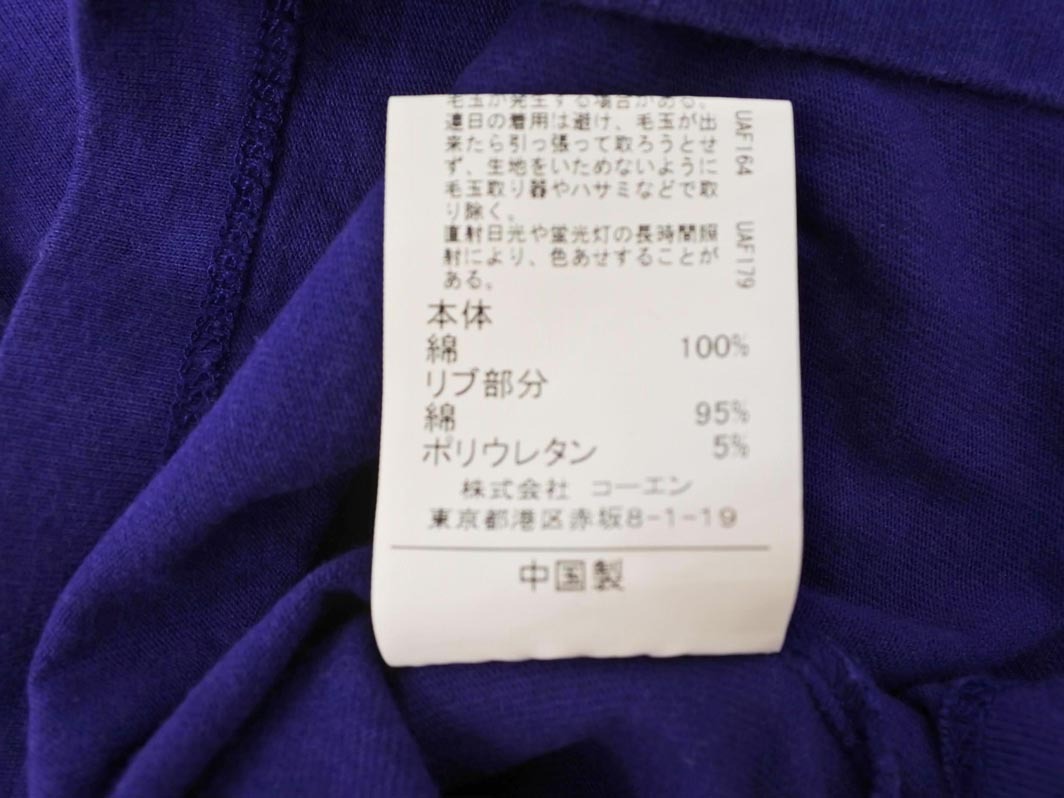 毛玉が発生する場合がある。
連日の着用は避け、毛玉が出
来たら引っ張って取ろうとせ
ず、生地をいためないように
毛玉取り器やハサミなどで取
り除く。
直射日光や蛍光灯の長時間照
射により、色あせすることが
ある。
UAF164
UAF179
本体
綿 100%
リブ部分
綿 95%
ポリウレタン 5%
株式会社 コーエン
東京都港区赤坂8-1-19
中国製